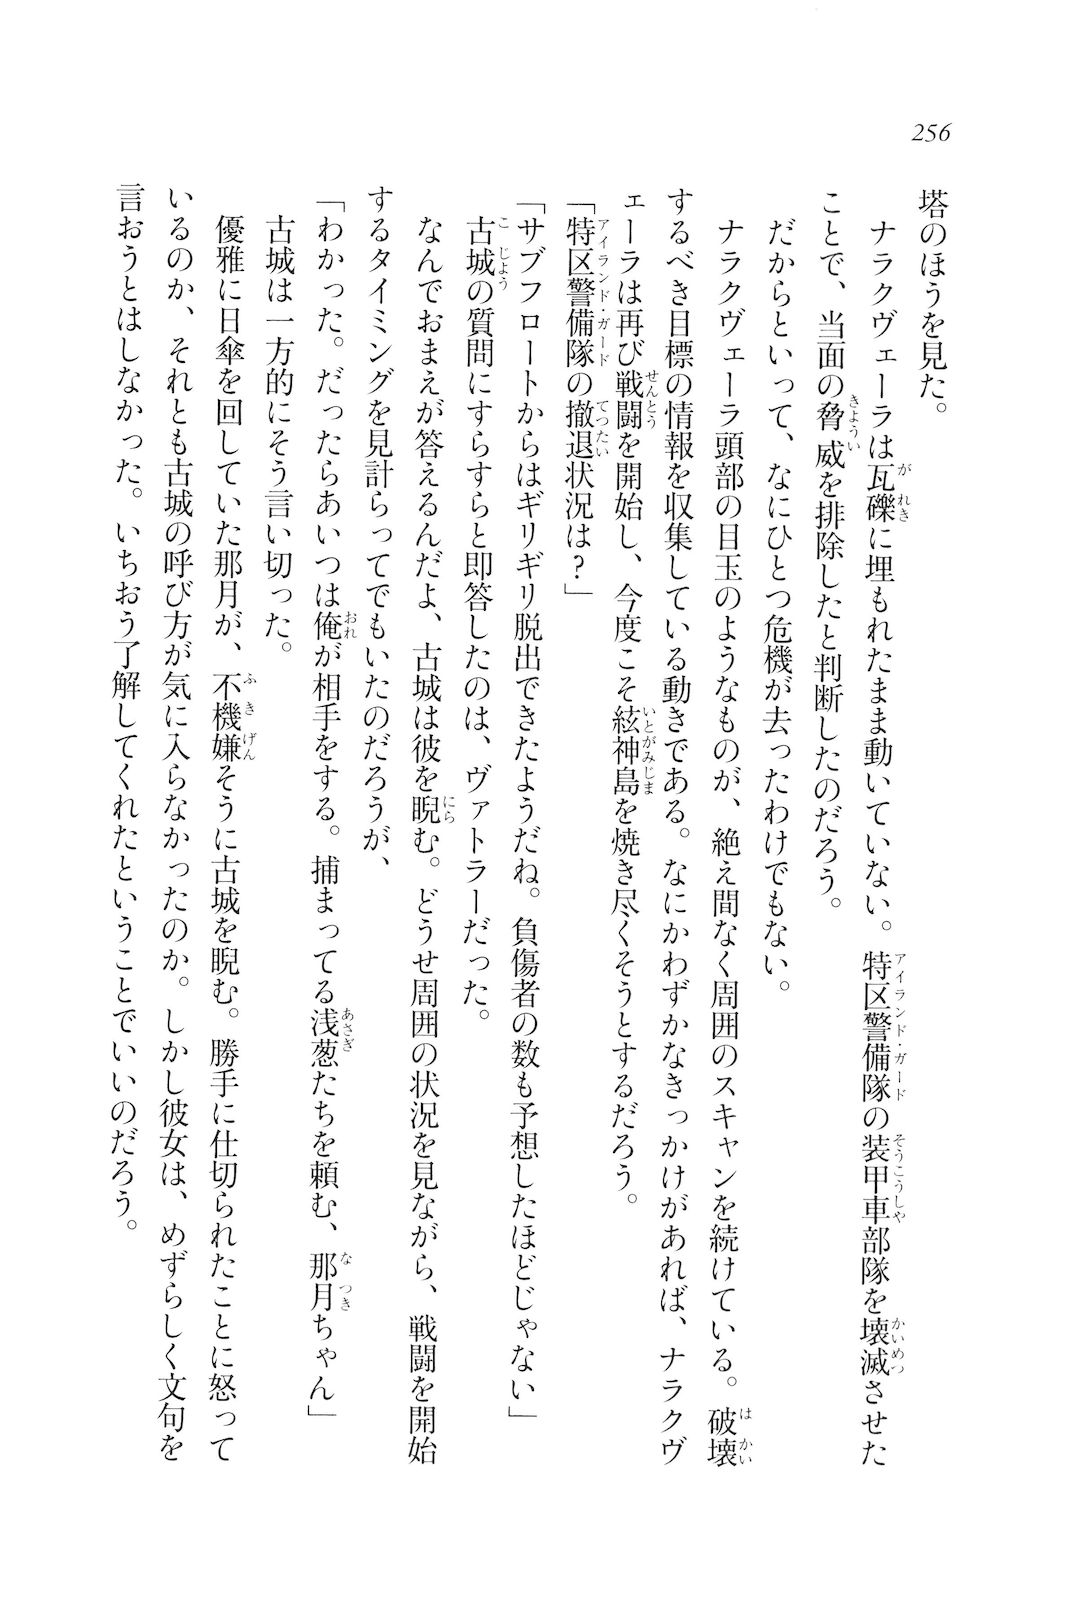 256
塔のほうを見た。
　ナラクヴェーラは瓦礫に埋もれたまま動いていない。特区警備隊の装甲車部隊を壊滅させた
ことで、当面の脅威を排除したと判断したのだろう。
　だからといって、なにひとつ危機が去ったわけでもない。
　ナラクヴェーラ頭部の目玉のようなものが、絶え間なく周囲のスキャンを続けている。破壊
するべき目標の情報を収集している動きである。なにかわずかなきっかけがあれば、ナラクヴ
ェーラは再び戦闘を開始し、今度こそ絃神島を焼き尽くそうとするだろう。
「特区警備隊の撤退状況は？」
「サブフロートからはギリギリ脱出できたようだね。負傷者の数も予想したほどじゃない」
　古城の質問にすらすらと即答したのは、ヴァトラーだった。
　なんでおまえが答えるんだよ、古城は彼を睨む。どうせ周囲の状況を見ながら、戦闘を開始
するタイミングを見計らってでもいたのだろうが、
「わかった。だったらあいつは俺が相手をする。捕まってる浅葱たちを頼む、那月ちゃん」
　古城は一方的にそう言い切った。
　優雅に日傘を回していた那月が、不機嫌そうに古城を睨む。勝手に仕切られたことに怒って
いるのか、それとも古城の呼び方が気に入らなかったのか。しかし彼女は、めずらしく文句を
言おうとはしなかった。いちおう了解してくれたということでいいのだろう。